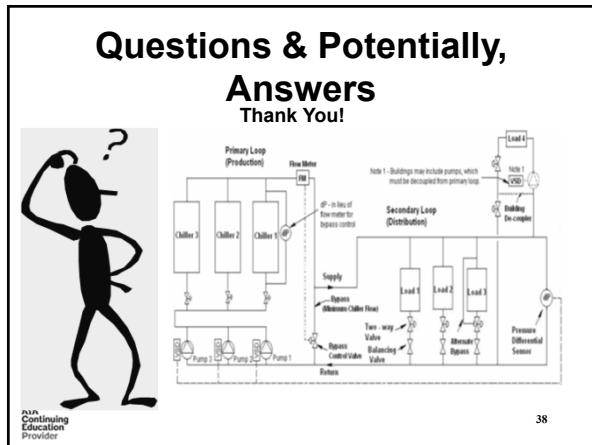 Questions & Potentially,
Answers
Thank You!
?
Primary Loop
(Production)
Flow Meter
FM
Load 4
Note 1
Note 1 - Buildings may include pumps, which
must be decoupled from primary loop.
VSD
dP - in lieu of
flow meter for
bypass control
dP
Secondary Loop
(Distribution)
Building
De-coupler
Chiller 3
Chiller 2
Chiller 1
Supply
Bypass
(Minimum Chiller Flow)
Load 1
Load 2
Load 3
dP
Two - way
Valve
Balancing
Valve
Alternate
Bypass
Pressure
Differential
Sensor
Bypass
Control Valve
Pump 3
Pump 2
Pump 1
Return
AIA
Continuing
Education
Provider
38